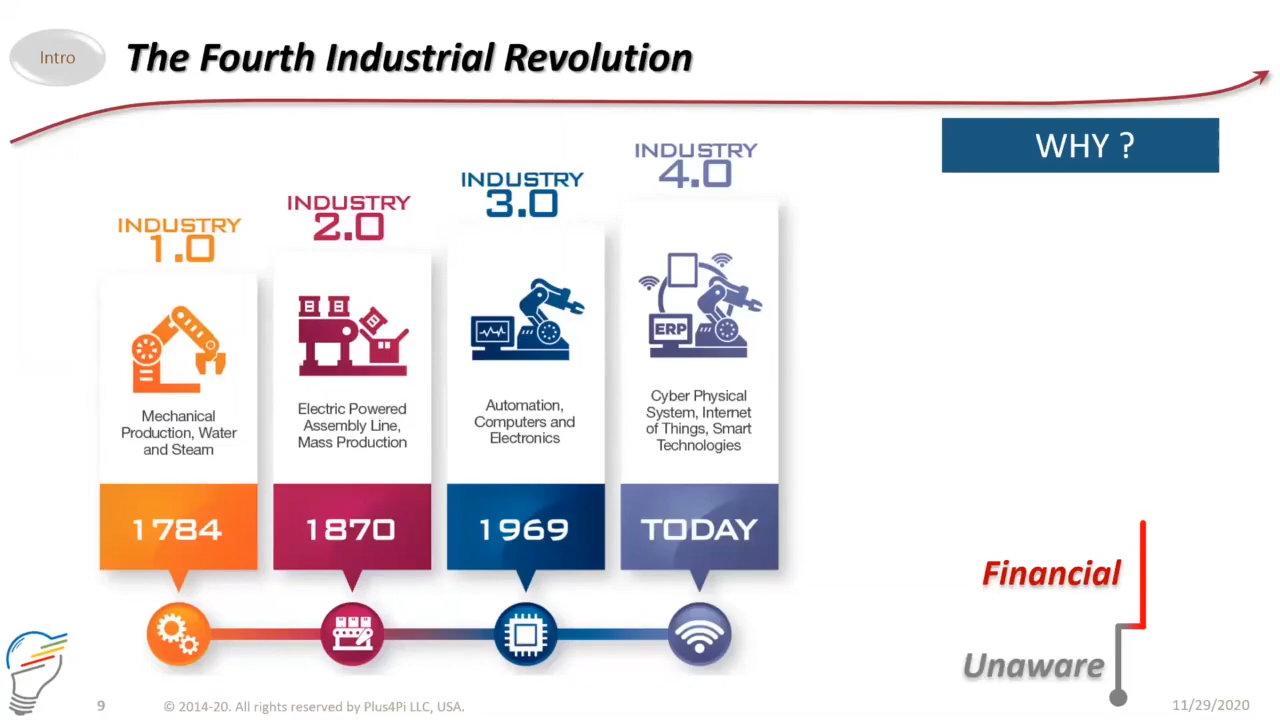 Intro
The Fourth Industrial Revolution
WHY ?
INDUSTRY
1.0
INDUSTRY
2.0
INDUSTRY
3.0
INDUSTRY
4.0
ERP
Mechanical
Production, Water
and Steam
Electric Powered
Assembly Line,
Mass Production
Automation,
Computers and
Electronics
Cyber Physical
System, Internet
of Things, Smart
Technologies
1784
1870
1969
TODAY
Financial
Unaware
9
© 2014-20. All rights reserved by Plus4Pi LLC, USA.
11/29/2020